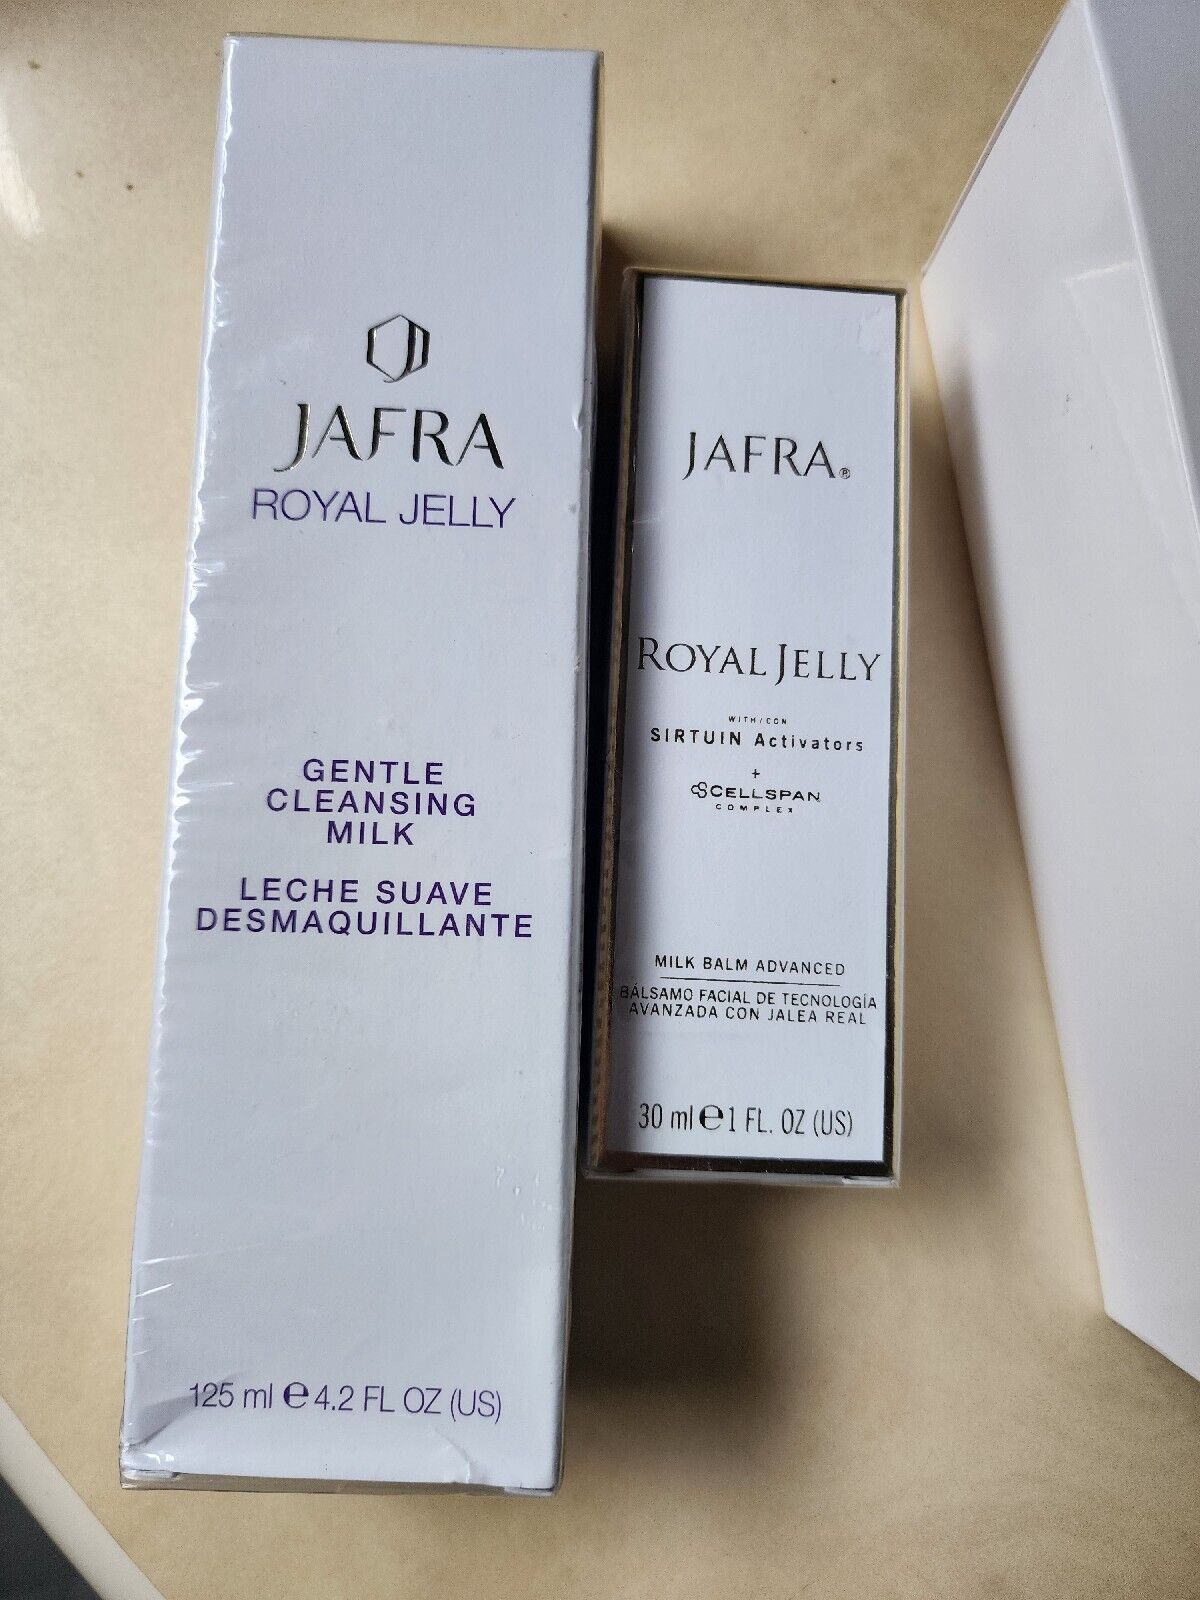 JAFRA
ROYAL JELLY
GENTLE
CLEANSING
MILK
LECHE SUAVE
DESMAQUILLANTE
125 ml ℮ 4.2 FL OZ (US)
JAFRA®
ROYAL JELLY
WITH/CON
SIRTUIN Activators
+
CELLSPAN
COMPLEX
MILK BALM ADVANCED
BÁLSAMO FACIAL DE TECNOLOGÍA
AVANZADA CON JALEA REAL
30 ml ℮ 1 FL. OZ (US)